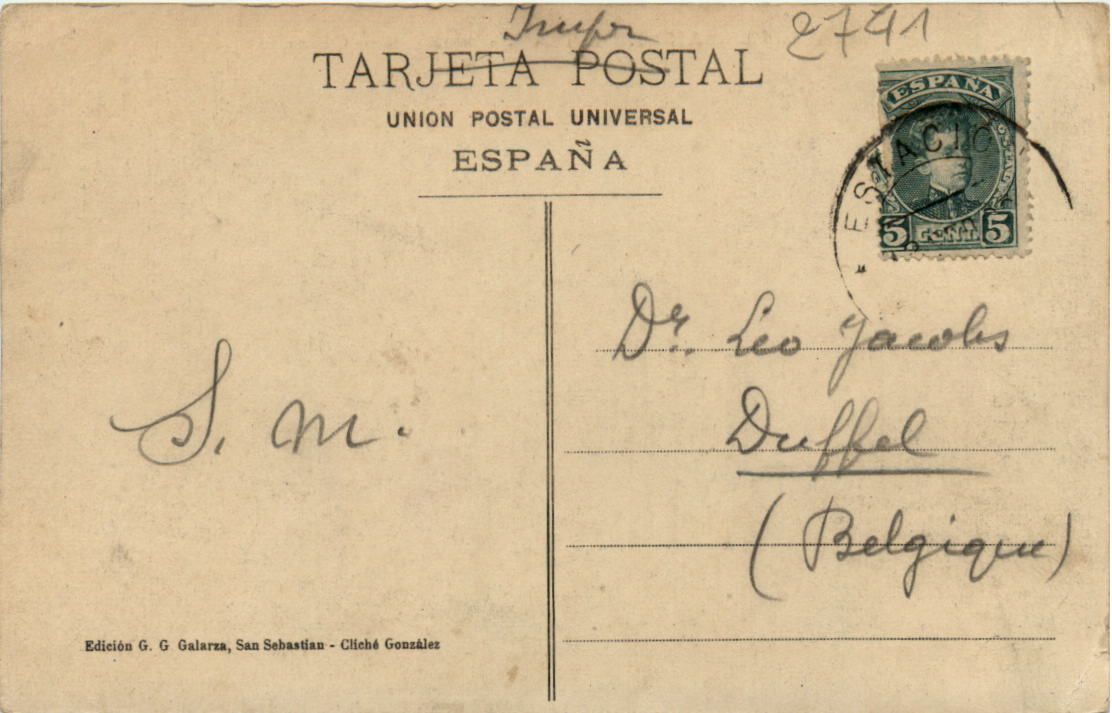 2741
TARJETA POSTAL
UNION POSTAL UNIVERSAL
ESPAÑA
ESPAÑA
ESTACIO
5 CENT. 5
Dr. Leo Jacobs
Duffel
(Belgique)
S. M.
Edición G. G Galarza, San Sebastian - Cliché González